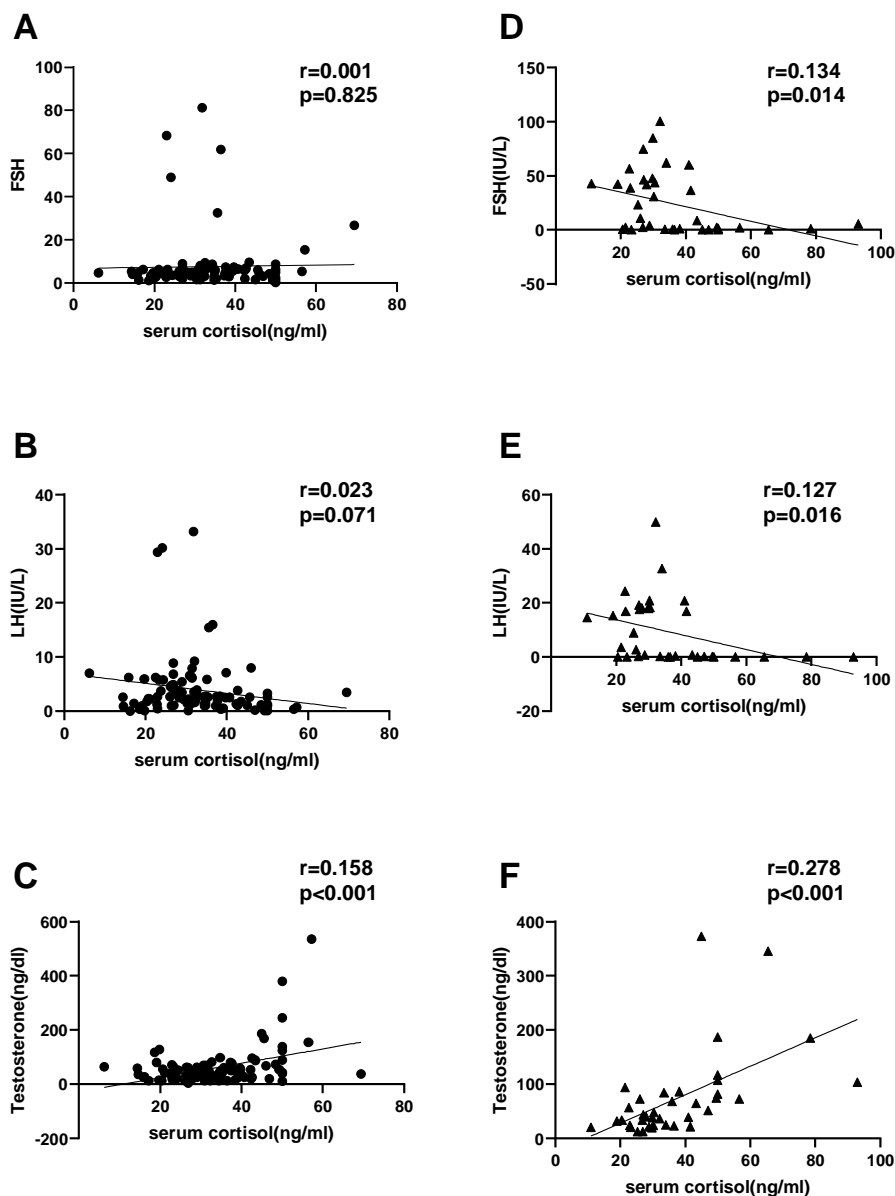 A
r=0.001
p=0.825
100
80
60
40
20
0
FSH
0
20
40
60
80
serum cortisol(ng/ml)
D
r=0.134
p=0.014
150
100
50
0
-50
FSH(IU/L)
20
40
60
80
100
serum cortisol(ng/ml)
B
r=0.023
p=0.071
40
30
20
10
0
LH(IU/L)
0
20
40
60
80
serum cortisol(ng/ml)
E
r=0.127
p=0.016
60
40
20
0
-20
LH(IU/L)
20
40
60
80
100
serum cortisol(ng/ml)
C
r=0.158
p<0.001
600
400
200
0
-200
Testosterone(ng/dl)
20
40
60
80
serum cortisol(ng/ml)
F
r=0.278
p<0.001
400
300
200
100
0
Testosterone(ng/dl)
0
20
40
60
80
100
serum cortisol(ng/ml)